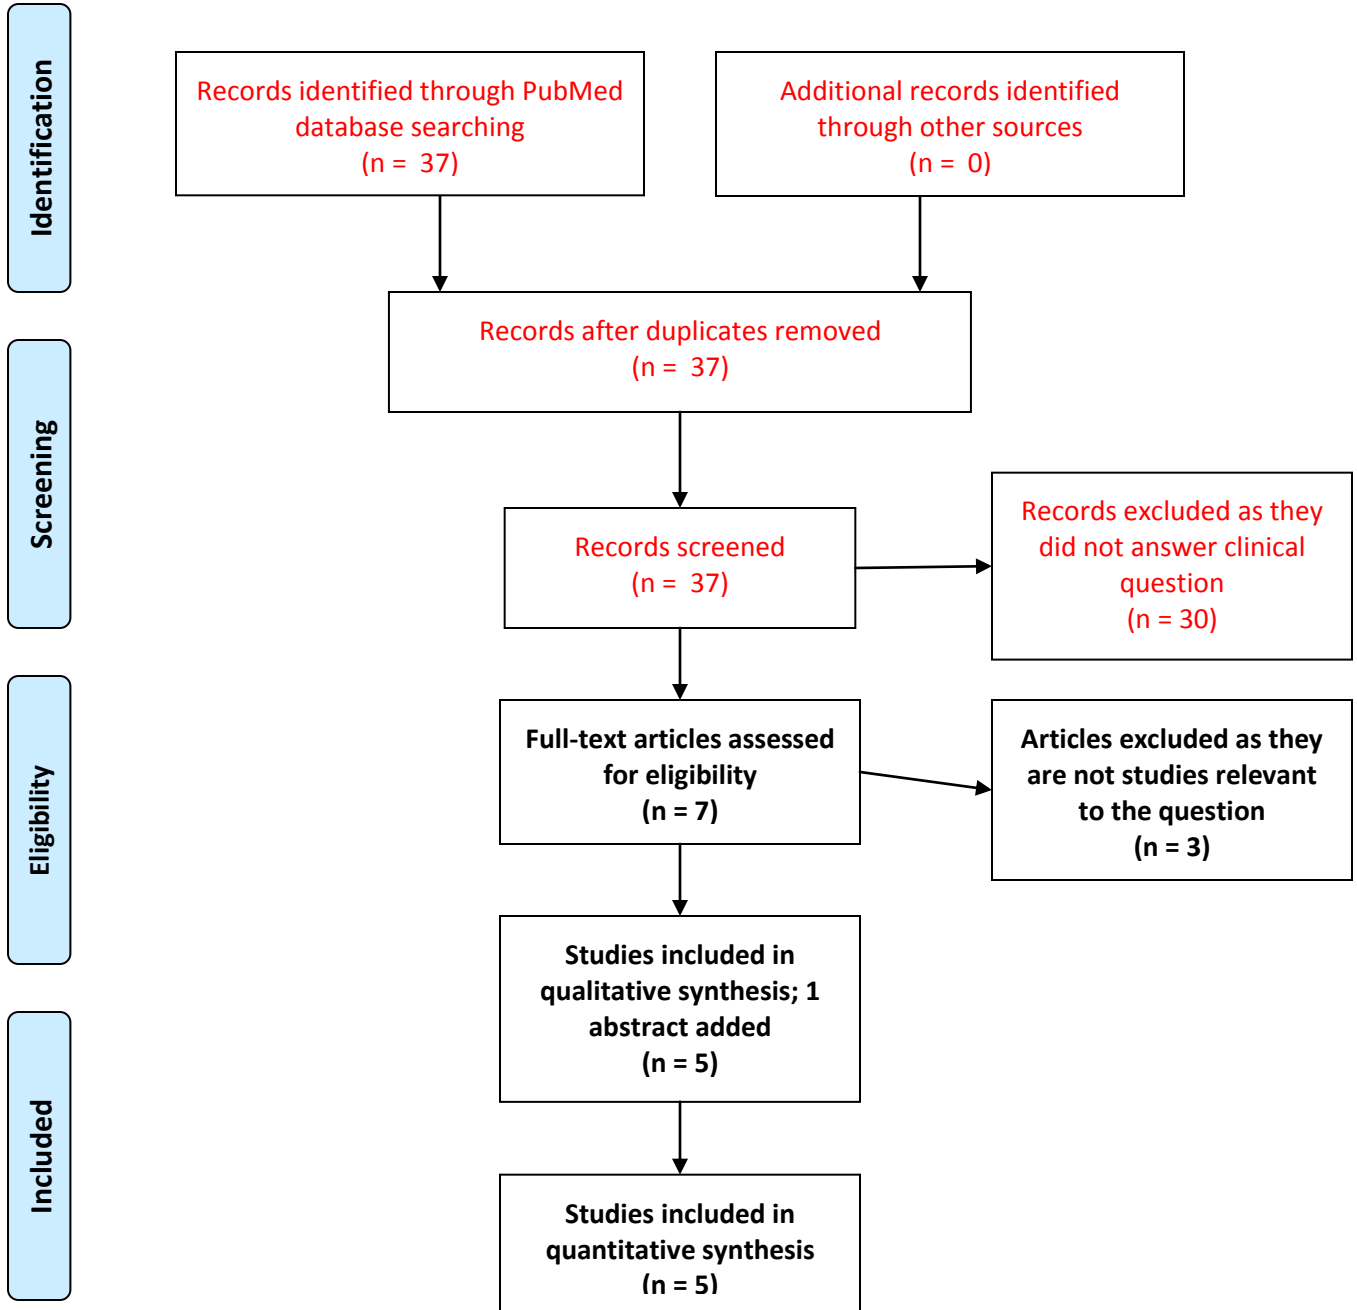 Identification
Records identified through PubMed
database searching
(n =  37)
Additional records identified
through other sources
(n =  0)
Records after duplicates removed
(n =  37)
Screening
Records screened
(n =  37)
Records excluded as they
did not answer clinical
question
(n = 30)
Eligibility
Full-text articles assessed
for eligibility
(n = 7)
Articles excluded as they
are not studies relevant
to the question
(n = 3)
Studies included in
qualitative synthesis; 1
abstract added
(n = 5)
Included
Studies included in
quantitative synthesis
(n = 5)